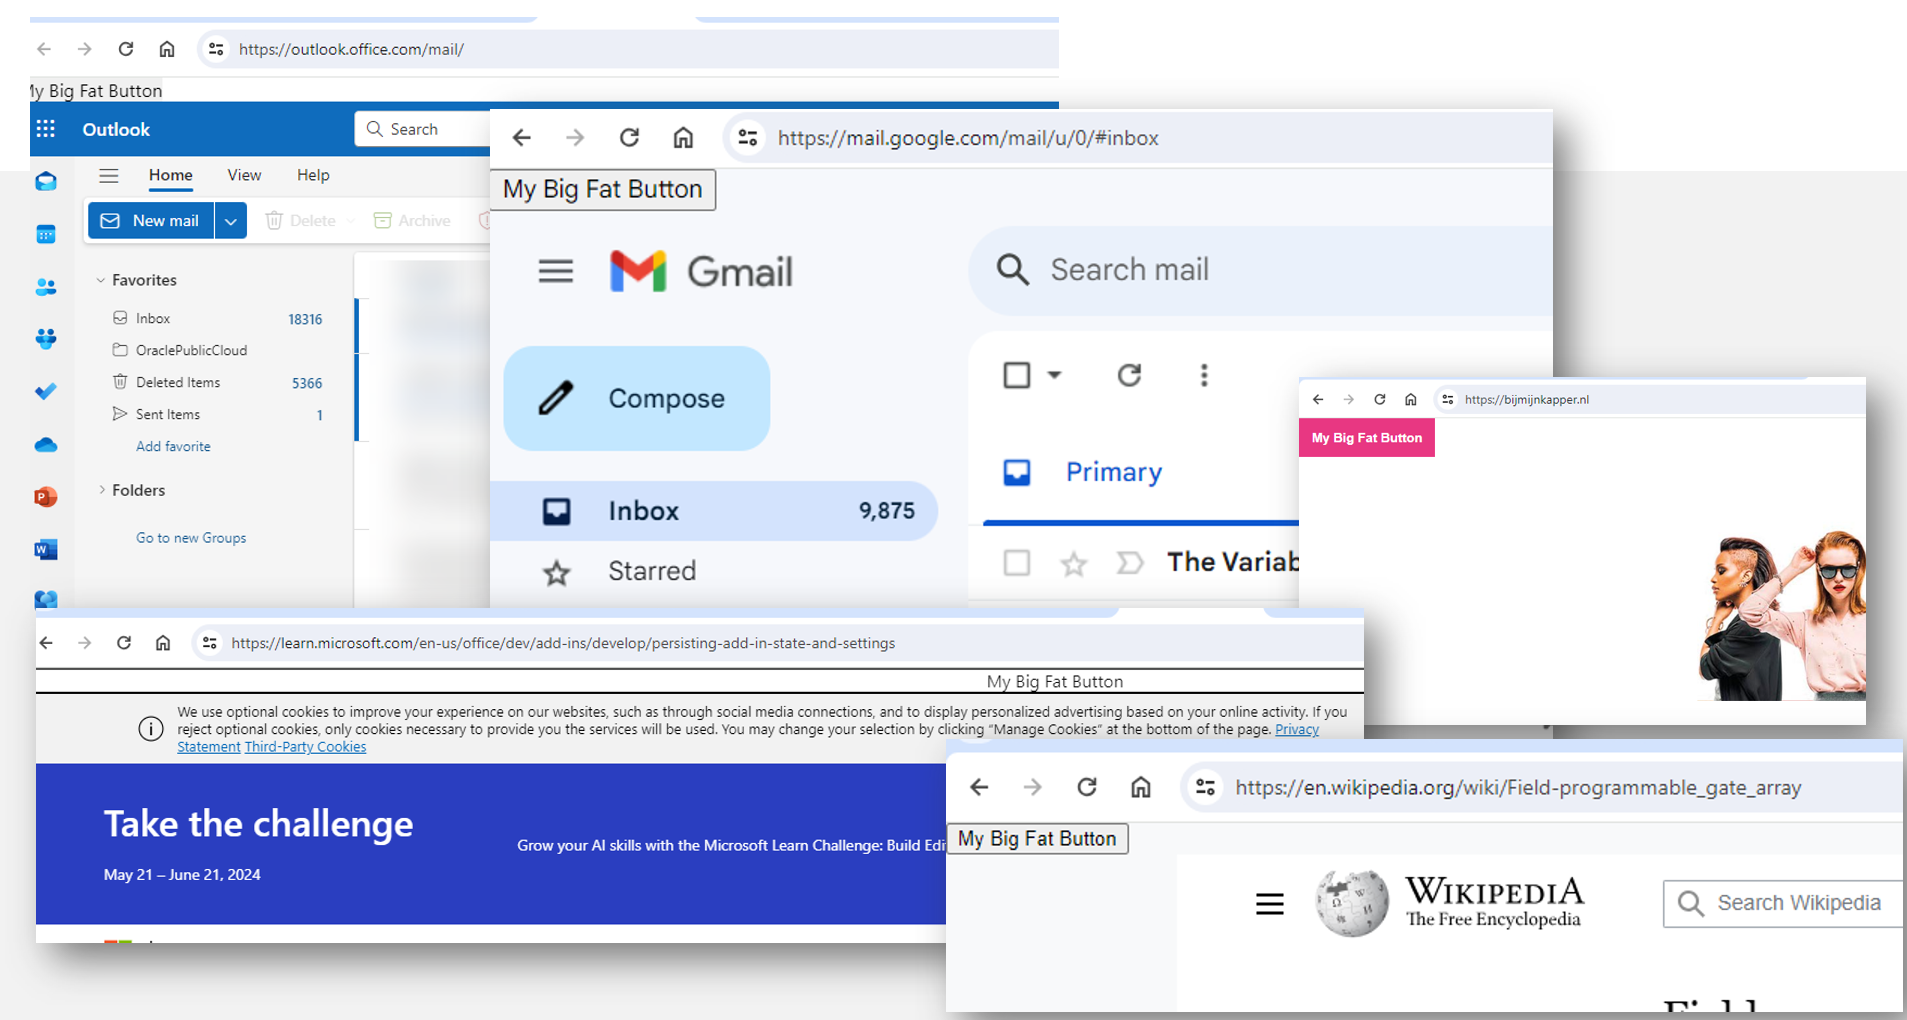 https://outlook.office.com/mail/
My Big Fat Button
Outlook
Search
Home View Help
New mail Delete Archive
Favorites
Inbox 18316
OraclePublicCloud
Deleted Items 5366
Sent Items 1
Add favorite
Folders
Go to new Groups
https://mail.google.com/mail/u/0/#inbox
My Big Fat Button
Gmail
Search mail
Compose
Primary
Inbox 9,875
Starred
The Variab
https://bijmijnkapper.nl
My Big Fat Button
https://learn.microsoft.com/en-us/office/dev/add-ins/develop/persisting-add-in-state-and-settings
My Big Fat Button
We use optional cookies to improve your experience on our websites, such as through social media connections, and to display personalized advertising based on your online activity. If you
reject optional cookies, only cookies necessary to provide you the services will be used. You may change your selection by clicking “Manage Cookies” at the bottom of the page. Privacy
Statement Third-Party Cookies
Take the challenge
Grow your AI skills with the Microsoft Learn Challenge: Build Edi
May 21 – June 21, 2024
https://en.wikipedia.org/wiki/Field-programmable_gate_array
My Big Fat Button
WIKIPEDIA
The Free Encyclopedia
Search Wikipedia